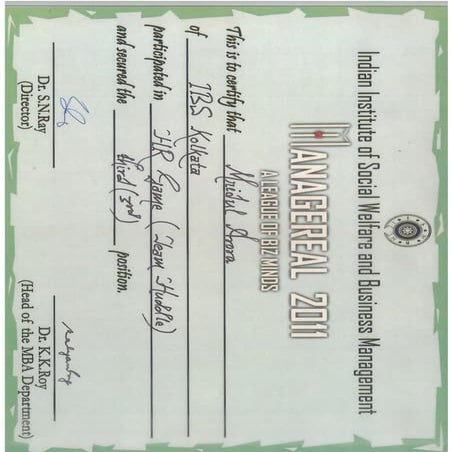 Indian Institute of Social Welfare and Business Management
MANAGEREAL 2011
A LEAGUE OF BIZ MINDS
This is to certify that Mridul Arora
of IBS Kolkata
participated in HR Game (Team Huddle)
and secured the third (3rd) position.
Dr. S.N.Ray
(Director)
Dr. K.K.Roy
(Head of the MBA Department)